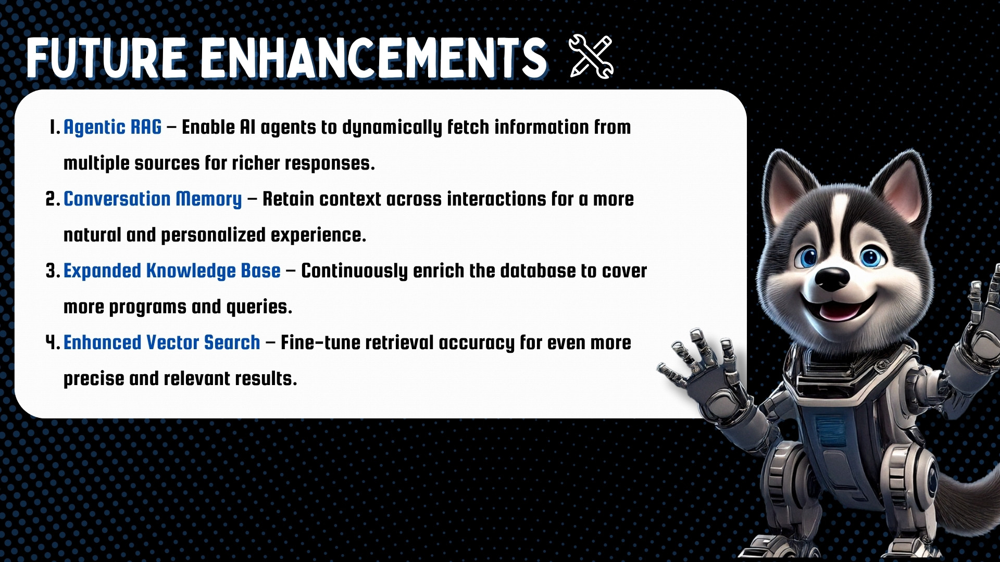 FUTURE ENHANCEMENTS
1. Agentic RAG – Enable AI agents to dynamically fetch information from
multiple sources for richer responses.
2. Conversation Memory – Retain context across interactions for a more
natural and personalized experience.
3. Expanded Knowledge Base – Continuously enrich the database to cover
more programs and queries.
4. Enhanced Vector Search – Fine-tune retrieval accuracy for even more
precise and relevant results.